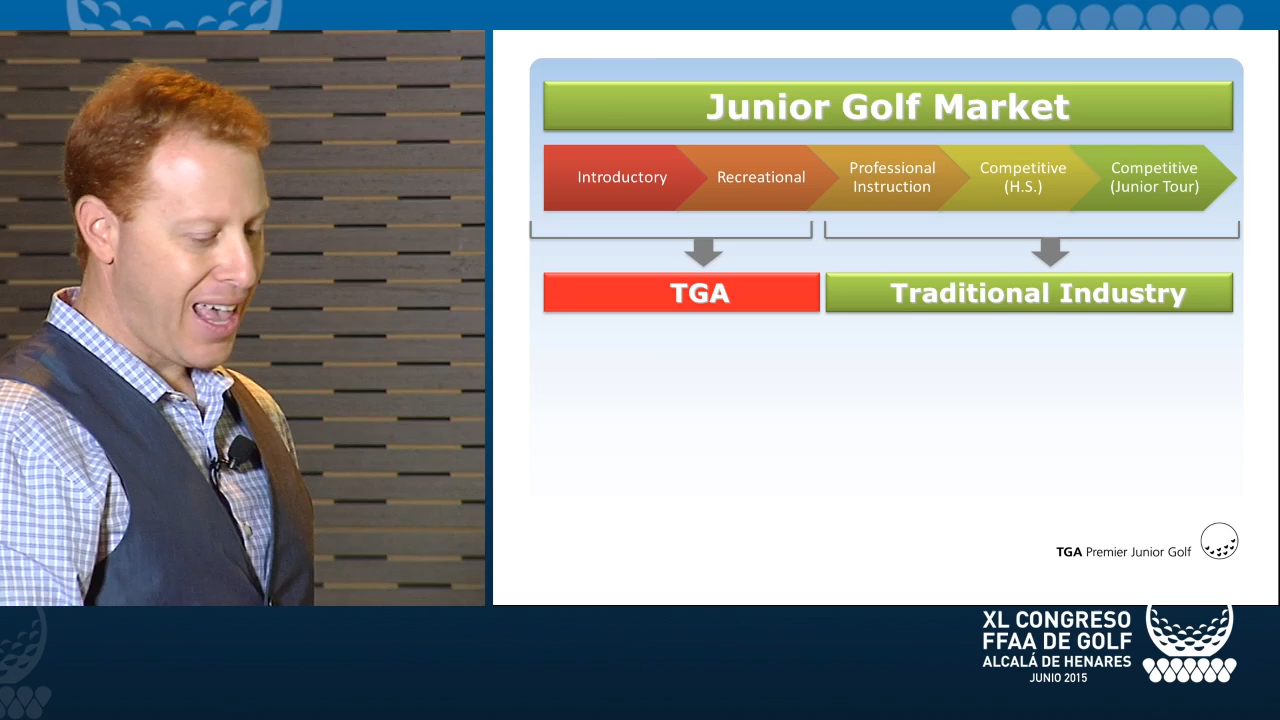 Junior Golf Market
Introductory
Recreational
Professional
Instruction
Competitive
(H.S.)
Competitive
(Junior Tour)
TGA
Traditional Industry
TGA Premier Junior Golf
XL CONGRESO
FFAA DE GOLF
ALCALÁ DE HENARES
JUNIO 2015